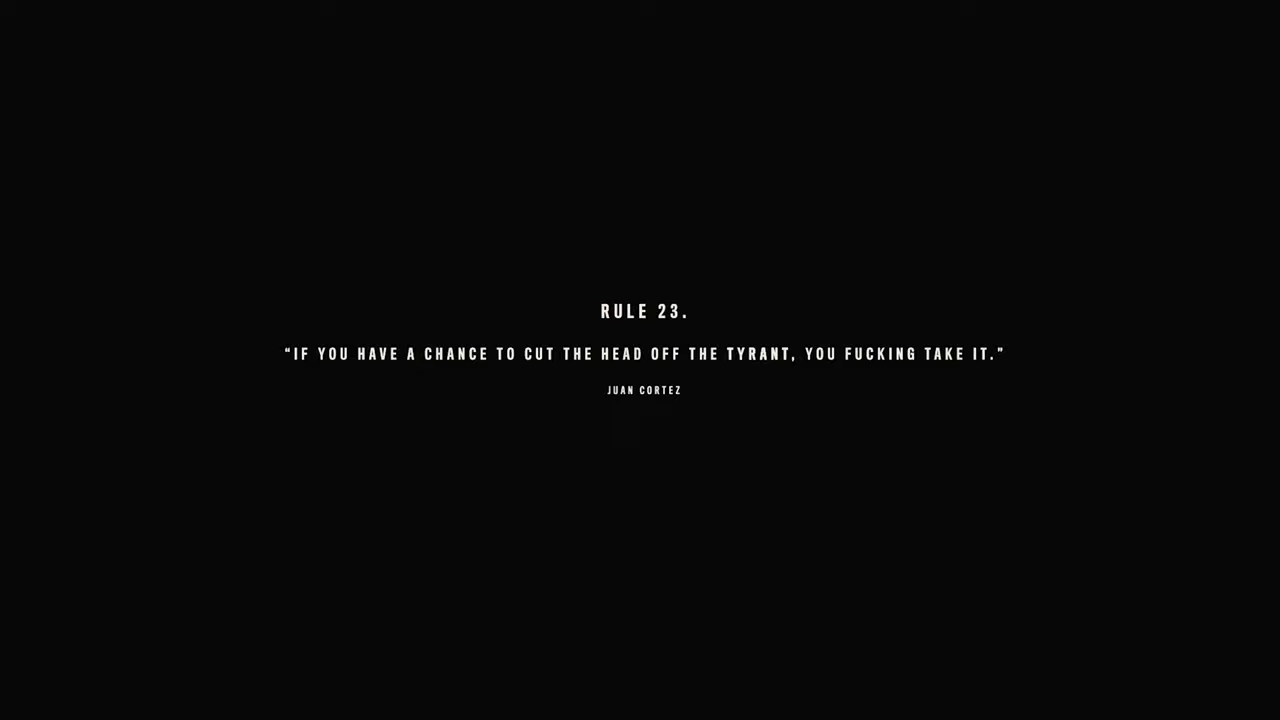 RULE 23.
“IF YOU HAVE A CHANCE TO CUT THE HEAD OFF THE TYRANT, YOU FUCKING TAKE IT.”
JUAN CORTEZ